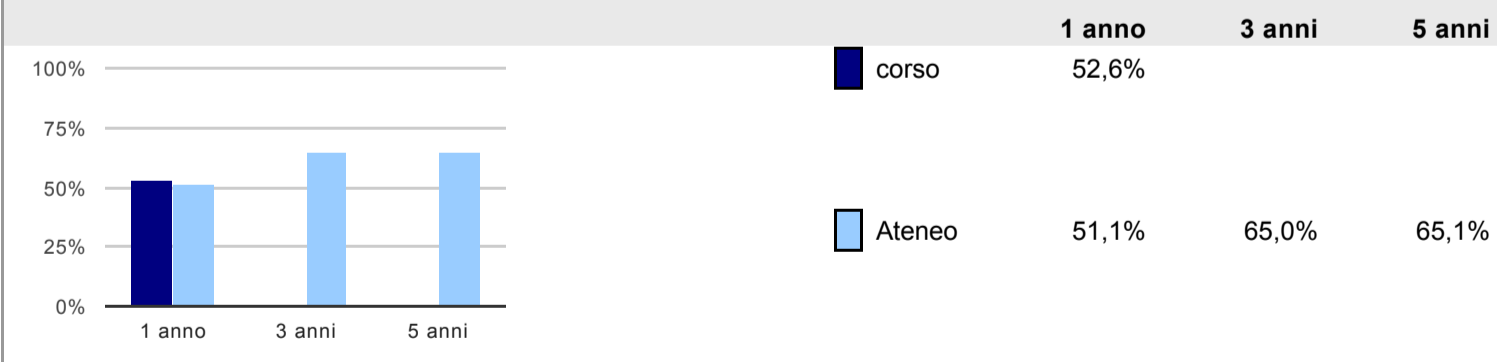 1 anno 3 anni 5 anni
100%
75%
50%
25%
0%
1 anno 3 anni 5 anni
corso 52,6%
Ateneo 51,1% 65,0% 65,1%